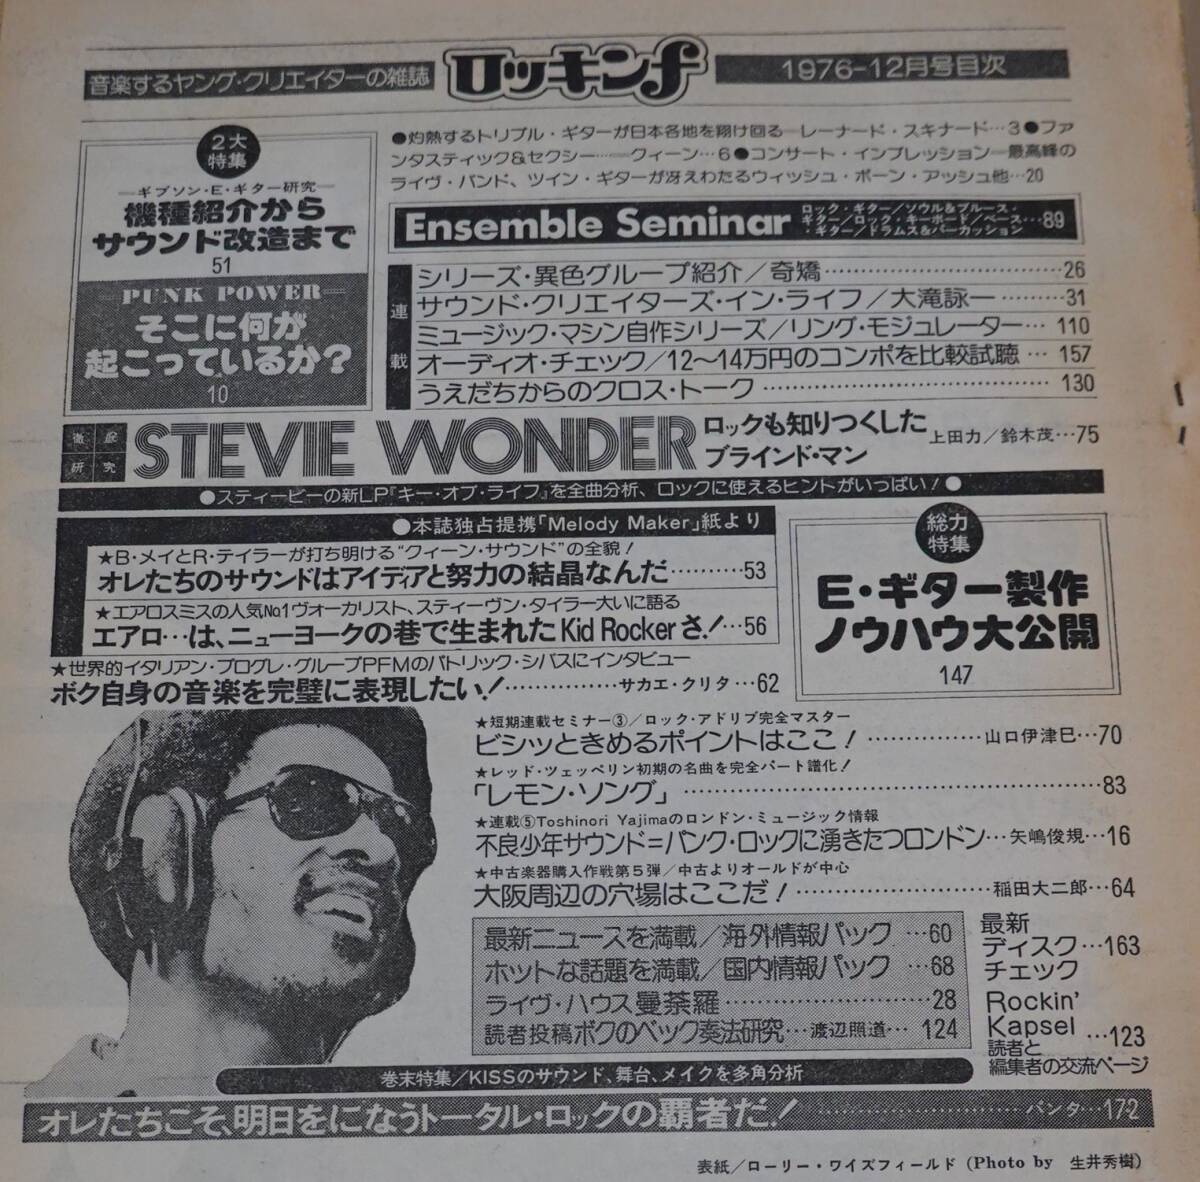 音楽するヤング・クリエイターの雑誌
ロッキンf
1976-12月号目次
2大
特集
―ギブソン・E・ギター研究―
機種紹介から
サウンド改造まで
51
―PUNK POWER―
そこに何が
起こっているか?
10
●灼熱するトリプル・ギターが日本各地を翔け回る―レーナード・スキナード…3●ファ
ンタスティック&セクシー……クィーン…6●コンサート・インプレッション―最高峰の
ライヴ・バンド、ツイン・ギターが冴えわたるウィッシュ・ボーン・アッシュ他…20
Ensemble Seminar
ロック・ギター/ソウル&ブルース・
ギター/ロック・キーボード/ベース
・ギター/ドラムス&パーカッション
…89
連載
シリーズ・異色グループ紹介/奇矯……………………………26
サウンド・クリエイターズ・イン・ライフ/大滝詠一………31
ミュージック・マシン自作シリーズ/リング・モジュレーター…110
オーディオ・チェック/12〜14万円のコンポを比較試聴…157
うえだちからのクロス・トーク……………………………130
徹底
研究
STEVIE WONDER
ロックも知りつくした
ブラインド・マン
上田力/鈴木茂…75
●スティービーの新LP『キー・オブ・ライフ』を全曲分析、ロックに使えるヒントがいっぱい!●
●本誌独占提携「Melody Maker」紙より
★B・メイとR・テイラーが打ち明ける“クィーン・サウンド”の全貌!
オレたちのサウンドはアイディアと努力の結晶なんだ………53
★エアロスミスの人気No1ヴォーカリスト、スティーヴン・タイラー大いに語る
エアロ…は、ニューヨークの巷で生まれたKid Rockerさ!…56
総力
特集
E・ギター製作
ノウハウ大公開
147
★世界的イタリアン・プログレ・グループPFMのパトリック・シバスにインタビュー
ボク自身の音楽を完璧に表現したい!……………サカエ・クリタ…62
★短期連載セミナー③/ロック・アドリブ完全マスター
ビシッときめるポイントはここ!……………山口伊津巳…70
★レッド・ツェッペリン初期の名曲を完全パート譜化!
「レモン・ソング」……………………………83
★連載⑤Toshinori Yajimaのロンドン・ミュージック情報
不良少年サウンド=パンク・ロックに湧きたつロンドン…矢嶋俊規…16
★中古楽器購入作戦第5弾/中古よりオールドが中心
大阪周辺の穴場はここだ!……………稲田大二郎…64
最新ニュースを満載/海外情報パック…60
ホットな話題を満載/国内情報パック…68
ライヴ・ハウス曼荼羅……………28
読者投稿ボクのベック奏法研究…渡辺照道…124
最新
ディスク…163
チェック
Rockin'
Kapsel…123
読者と
編集者の交流ページ
巻末特集/KISSのサウンド、舞台、メイクを多角分析
オレたちこそ、明日をになうトータル・ロックの覇者だ!……………パンタ…172
表紙/ローリー・ワイズフィールド(Photo by 生井秀樹)